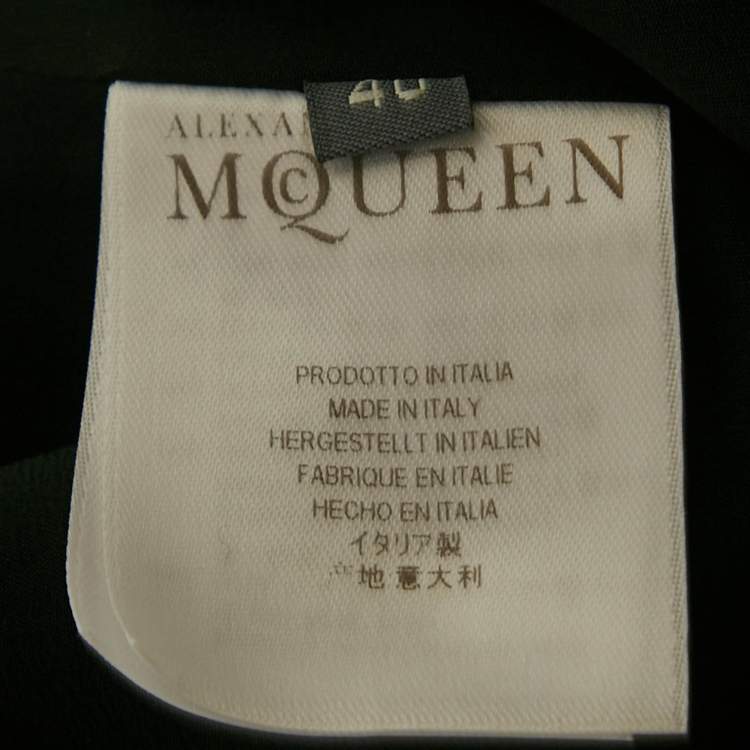 40
ALEXA
MCQUEEN
PRODOTTO IN ITALIA
MADE IN ITALY
HERGESTELLT IN ITALIEN
FABRIQUE EN ITALIE
HECHO EN ITALIA
イタリア製
地意大利